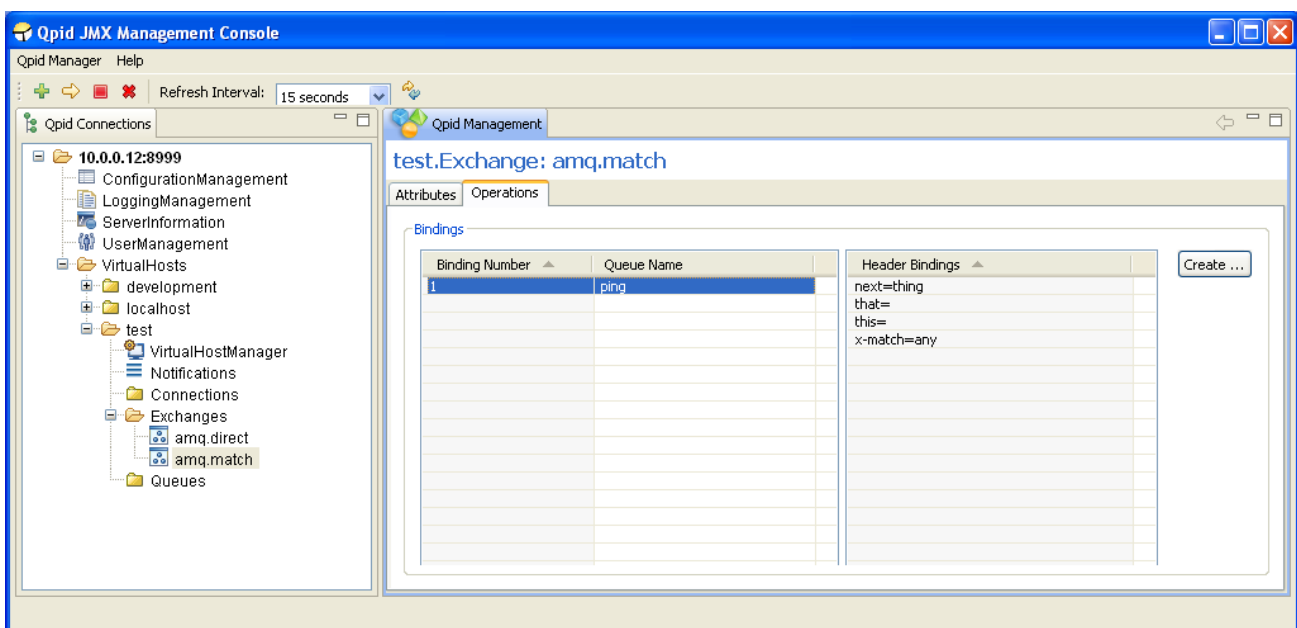 Qpid JMX Management Console
Qpid Manager Help
Refresh Interval: 15 seconds
Qpid Connections
10.0.0.12:8999
ConfigurationManagement
LoggingManagement
ServerInformation
UserManagement
VirtualHosts
development
localhost
test
VirtualHostManager
Notifications
Connections
Exchanges
amq.direct
amq.match
Queues
Qpid Management
test.Exchange: amq.match
Attributes Operations
Bindings
Binding Number Queue Name
1 ping
Header Bindings
next=thing
that=
this=
x-match=any
Create ...